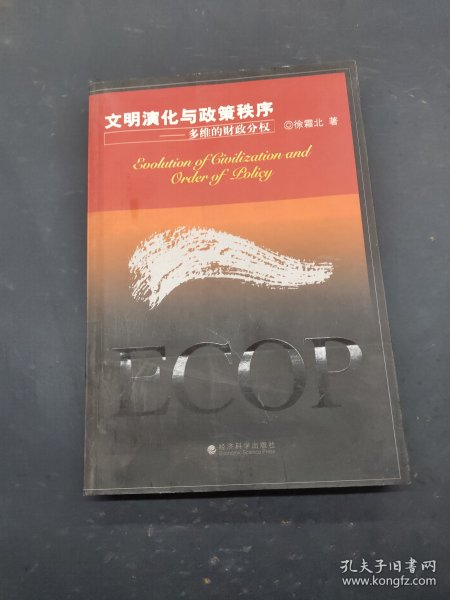 文明演化与政策秩序
——多维的财政分权 ◎徐霜北 著
Evolution of Civilization and
Order of Policy
ECOP
经济科学出版社
Economic Science Press
孔夫子旧书网
www.kongfz.com